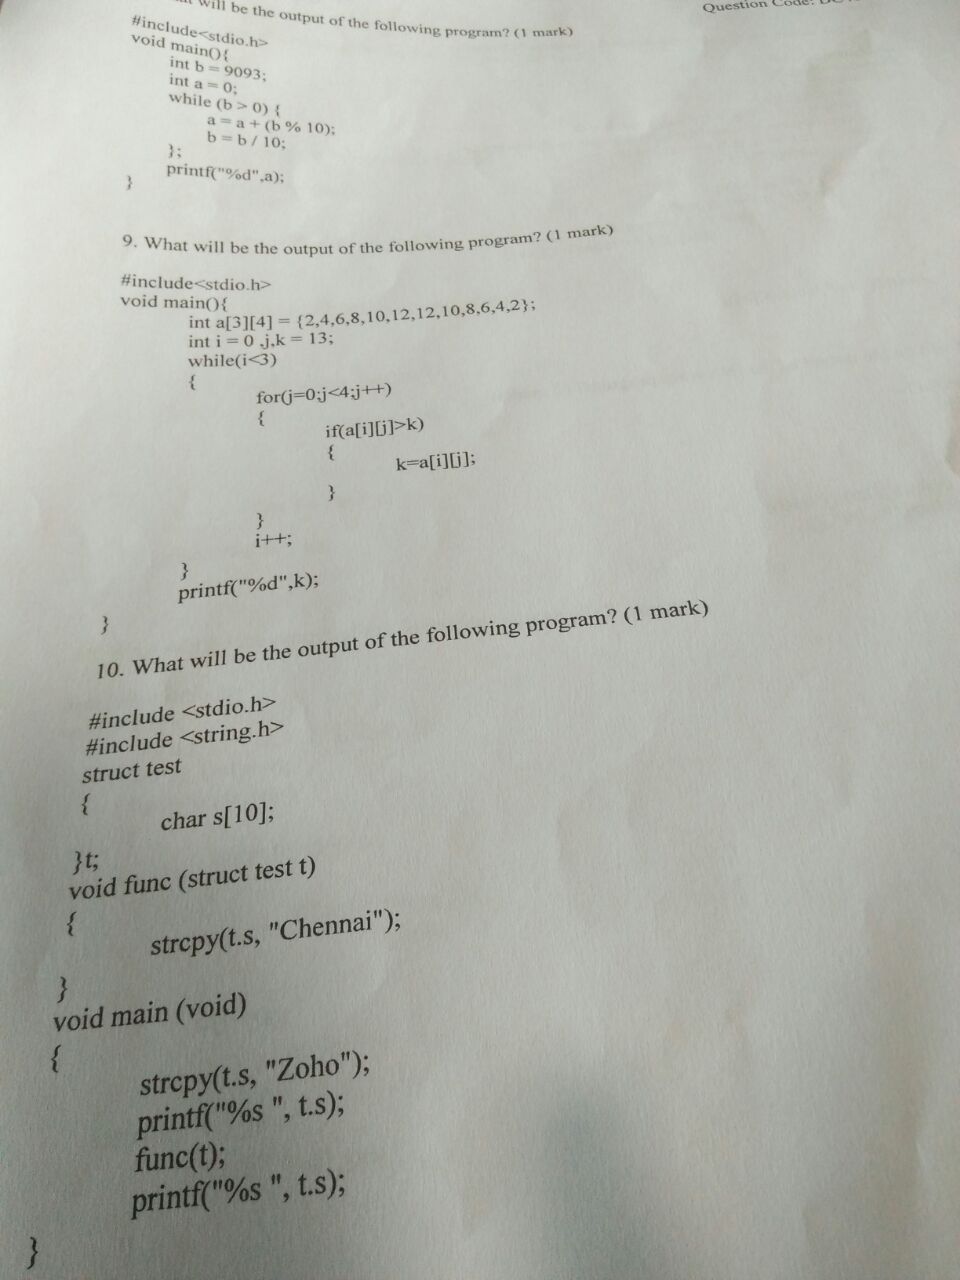 will be the output of the following program? (1 mark)
Question Code:
#include<stdio.h>
void main(){
int b = 9093;
int a = 0;
while (b > 0) {
a = a + (b % 10);
b = b / 10;
};
printf("%d",a);
}
9. What will be the output of the following program? (1 mark)
#include<stdio.h>
void main(){
int a[3][4] = {2,4,6,8,10,12,12,10,8,6,4,2};
int i = 0 ,j,k = 13;
while(i<3)
{
for(j=0;j<4;j++)
{
if(a[i][j]>k)
{
k=a[i][j];
}
}
i++;
}
printf("%d",k);
}
10. What will be the output of the following program? (1 mark)
#include <stdio.h>
#include <string.h>
struct test
{
char s[10];
}t;
void func (struct test t)
{
strcpy(t.s, "Chennai");
}
void main (void)
{
strcpy(t.s, "Zoho");
printf("%s ", t.s);
func(t);
printf("%s ", t.s);
}